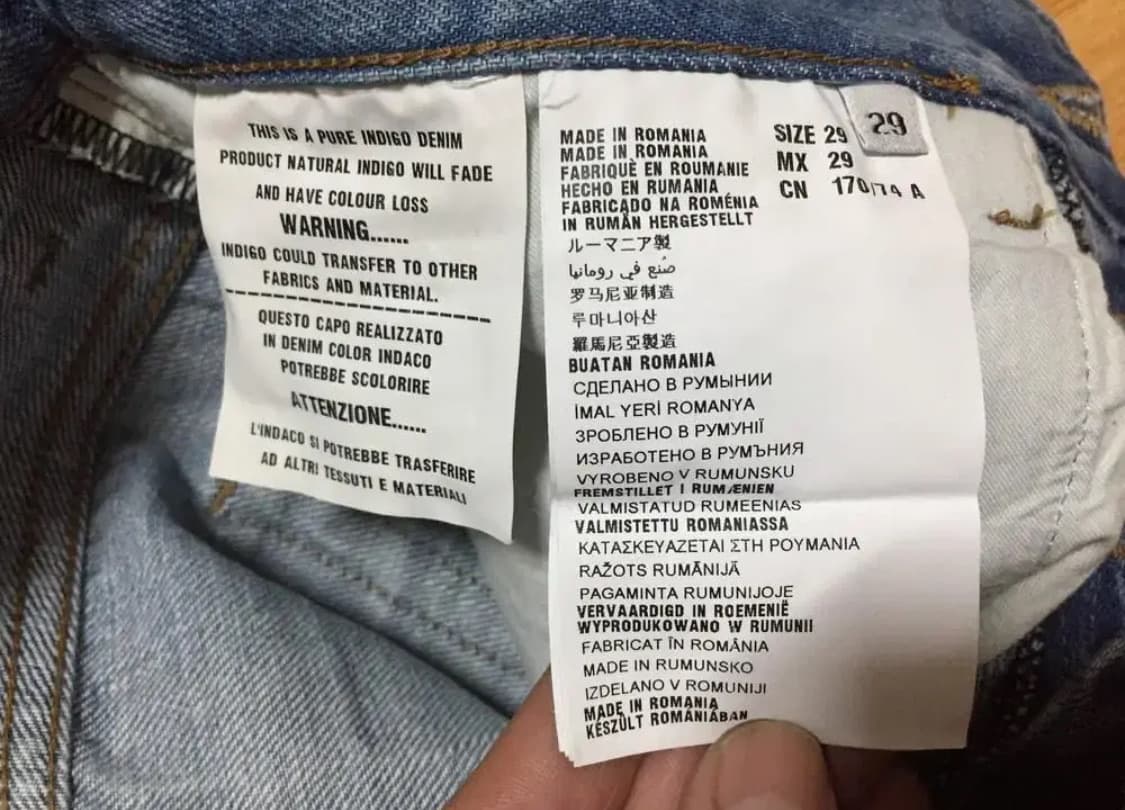 THIS IS A PURE INDIGO DENIM
PRODUCT NATURAL INDIGO WILL FADE
AND HAVE COLOUR LOSS
WARNING......
INDIGO COULD TRANSFER TO OTHER
FABRICS AND MATERIAL.
QUESTO CAPO REALIZZATO
IN DENIM COLOR INDACO
POTREBBE SCOLORIRE
ATTENZIONE......
L'INDACO SI POTREBBE TRASFERIRE
AD ALTRI TESSUTI E MATERIALI
MADE IN ROMANIA
MADE IN ROMANIA
FABRIQUÈ EN ROUMANIE
HECHO EN RUMANIA
FABRICADO NA ROMÉNIA
IN RUMÄN HERGESTELLT
ルーマニア製
صُنع في رومانيا
罗马尼亚制造
루마니아산
羅馬尼亞製造
BUATAN ROMANIA
СДЕЛАНО В РУМЫНИИ
İMAL YERİ ROMANYA
ЗРОБЛЕНО В РУМУНІЇ
ИЗРАБОТЕНО В РУМЪНИЯ
VYROBENO V RUMUNSKU
FREMSTILLET I RUMÆNIEN
VALMISTATUD RUMEENIAS
VALMISTETTU ROMANIASSA
ΚΑΤΑΣΚΕΥΑΖΕΤΑΙ ΣΤΗ ΡΟΥΜΑΝΙΑ
RAŽOTS RUMĀNIJĀ
PAGAMINTA RUMUNIJOJE
VERVAARDIGD IN ROEMENIË
WYPRODUKOWANO W RUMUNII
FABRICAT ÎN ROMÂNIA
MADE IN RUMUNSKO
IZDELANO V ROMUNIJI
MADE IN ROMANIA
KÉSZÜLT ROMÁNIÁBAN
SIZE 29
MX 29
CN 170/74 A
29